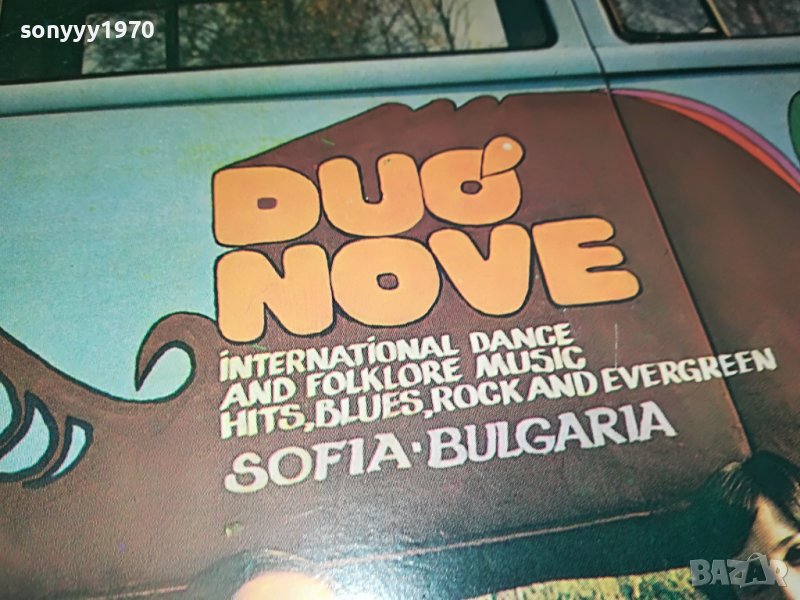 sonyyy1970
DUO'
NOVE
INTERNATIONAL DANCE
AND FOLKLORE MUSIC
HITS, BLUES, ROCK AND EVERGREEN
SOFIA · BULGARIA
BAZAR